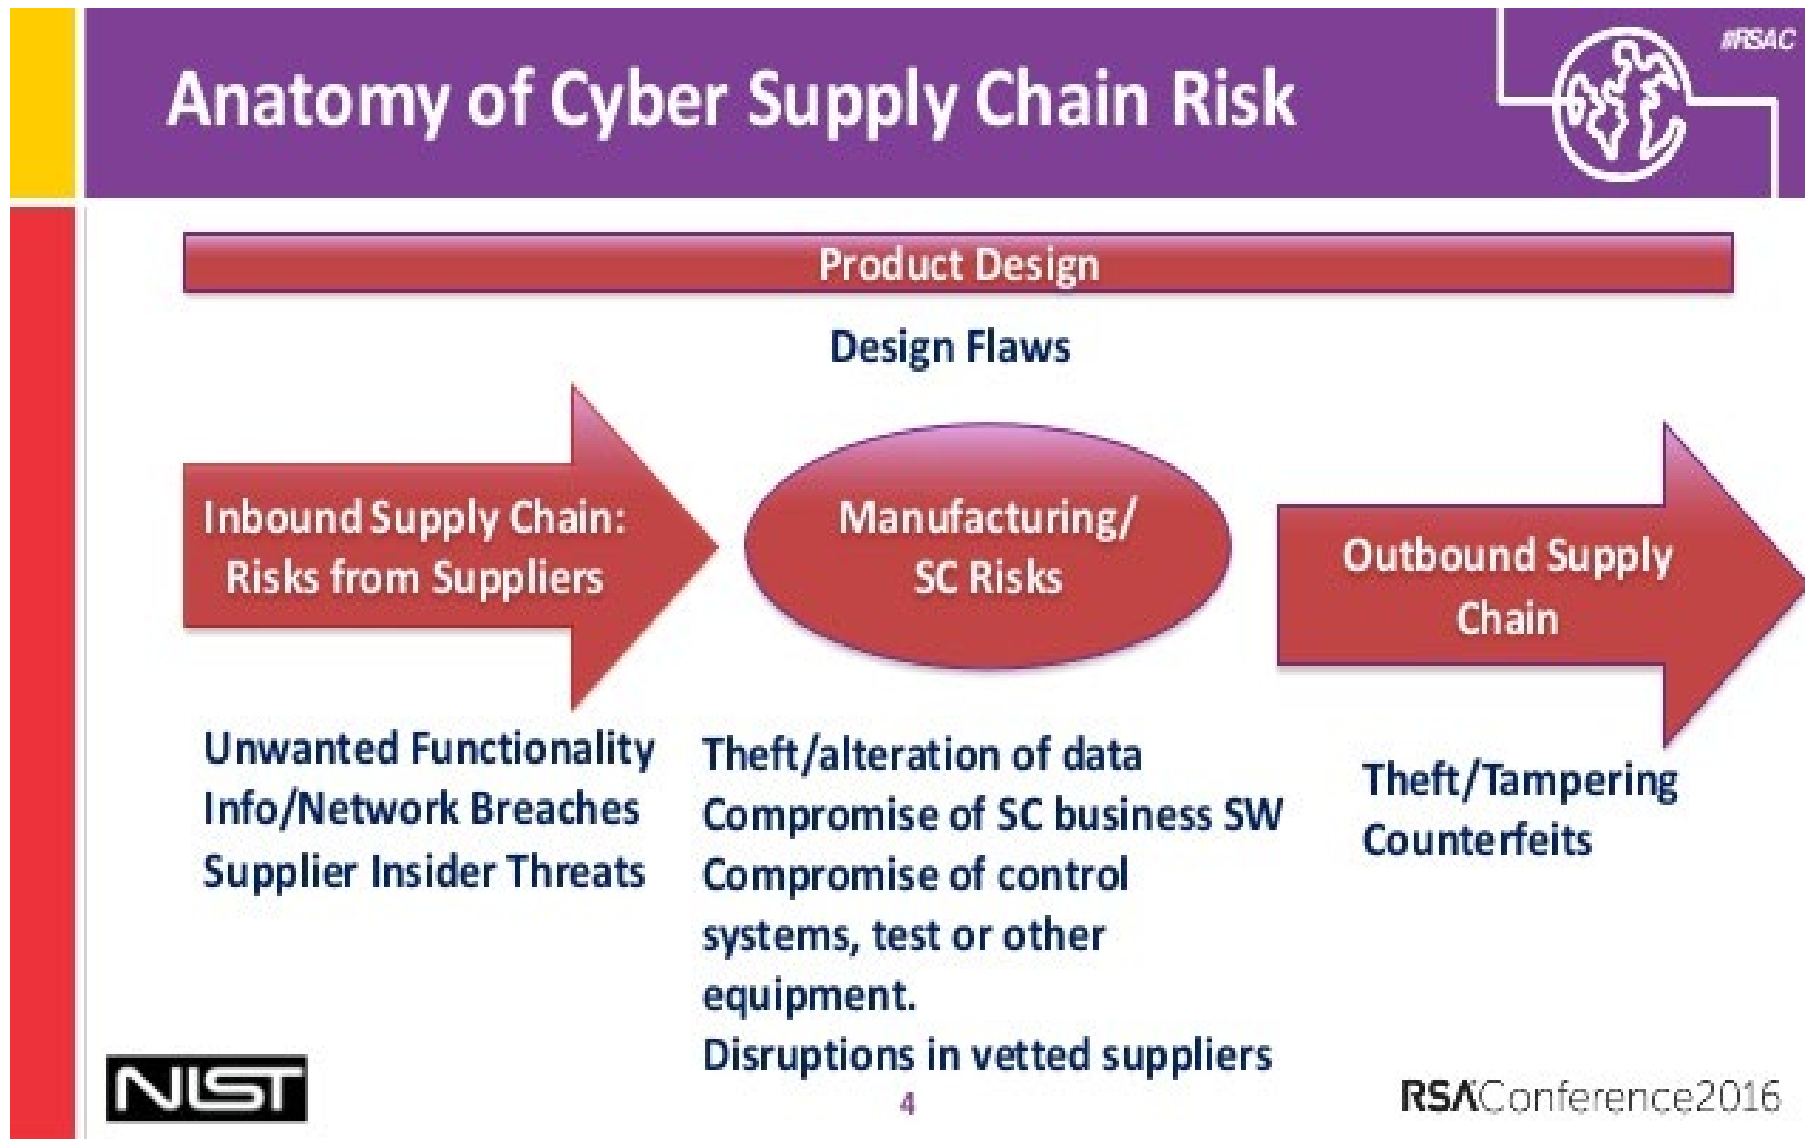 #RSAC
Anatomy of Cyber Supply Chain Risk
Product Design
Design Flaws
Inbound Supply Chain:
Risks from Suppliers
Manufacturing/
SC Risks
Outbound Supply
Chain
Unwanted Functionality
Info/Network Breaches
Supplier Insider Threats
Theft/alteration of data
Compromise of SC business SW
Compromise of control
systems, test or other
equipment.
Disruptions in vetted suppliers
Theft/Tampering
Counterfeits
NIST
4
RSAConference2016